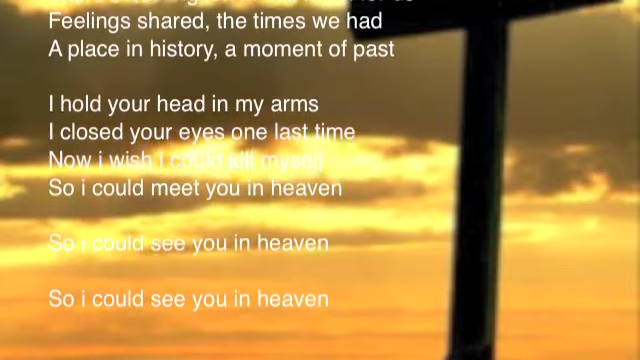 Feelings shared, the times we had
A place in history, a moment of past
I hold your head in my arms
I closed your eyes one last time
Now i wish I could kill myself
So i could meet you in heaven
So i could see you in heaven
So i could see you in heaven